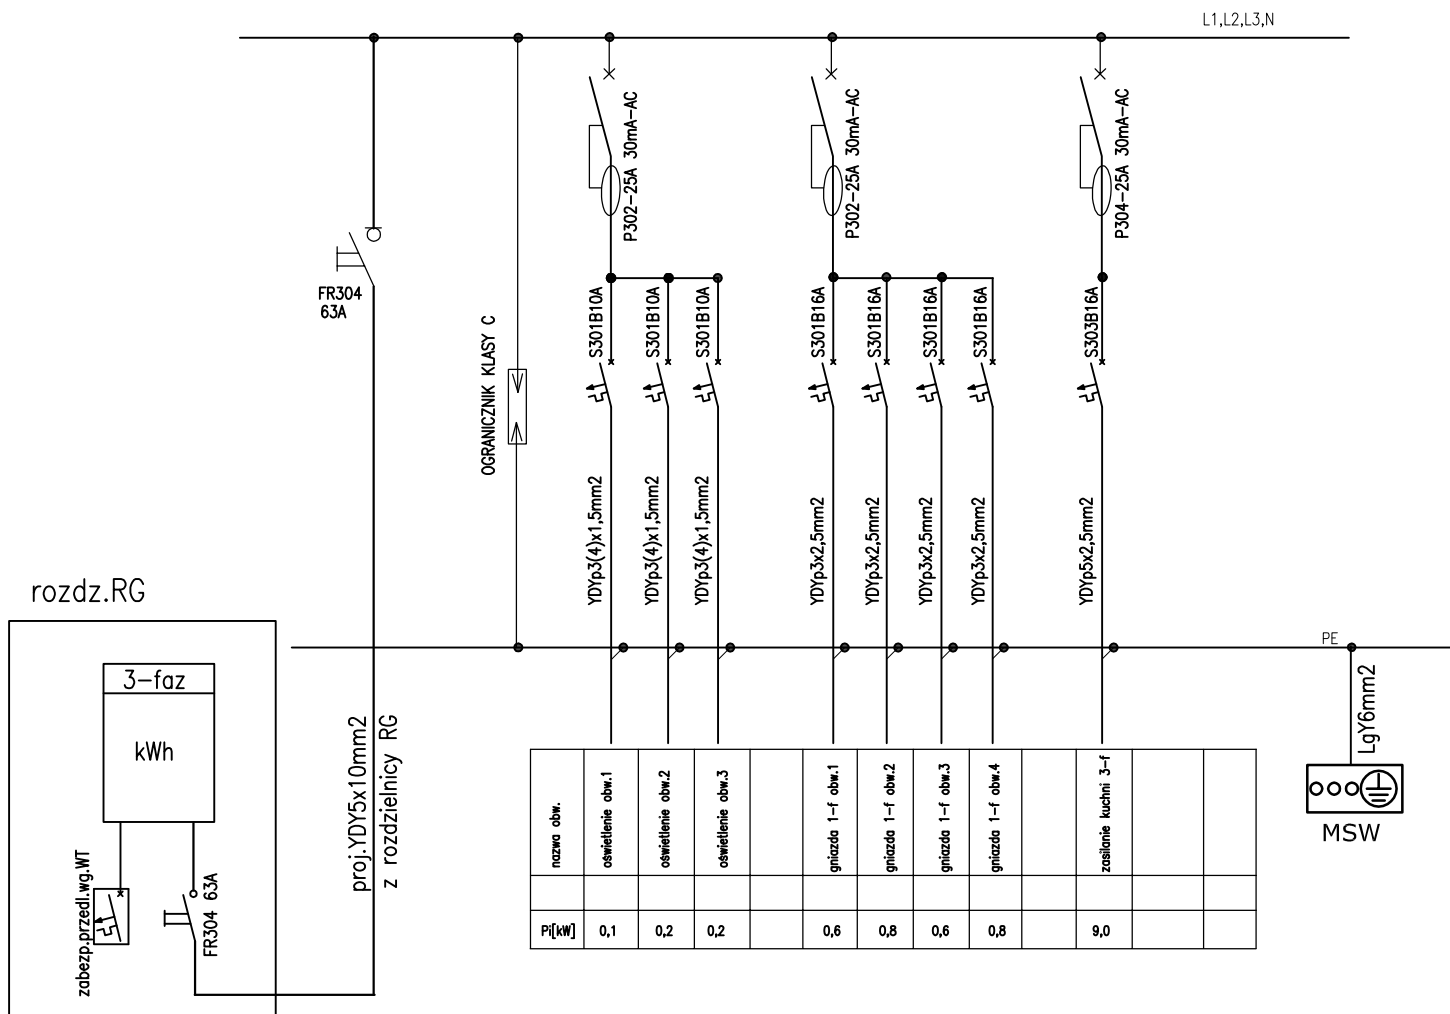 L1,L2,L3,N
P302-25A 30mA-AC
P302-25A 30mA-AC
P304-25A 30mA-AC
FR304
63A
OGRANICZNIK KLASY C
S301B10A
S301B10A
S301B10A
S301B16A
S301B16A
S301B16A
S301B16A
S303B16A
YDYp3(4)x1,5mm2
YDYp3(4)x1,5mm2
YDYp3(4)x1,5mm2
YDYp3x2,5mm2
YDYp3x2,5mm2
YDYp3x2,5mm2
YDYp3x2,5mm2
YDYp5x2,5mm2
PE
LgY6mm2
MSW
rozdz.RG
3-faz
kWh
zabezp.przedl.wg.WT
FR304 63A
proj.YDY5x10mm2
z rozdzielnicy RG
nazwa obw.
oświetlenie obw.1
oświetlenie obw.2
oświetlenie obw.3
gniazda 1-f obw.1
gniazda 1-f obw.2
gniazda 1-f obw.3
gniazda 1-f obw.4
zasilanie kuchni 3-f
Pi[kW] 0,1 0,2 0,2 0,6 0,8 0,6 0,8 9,0